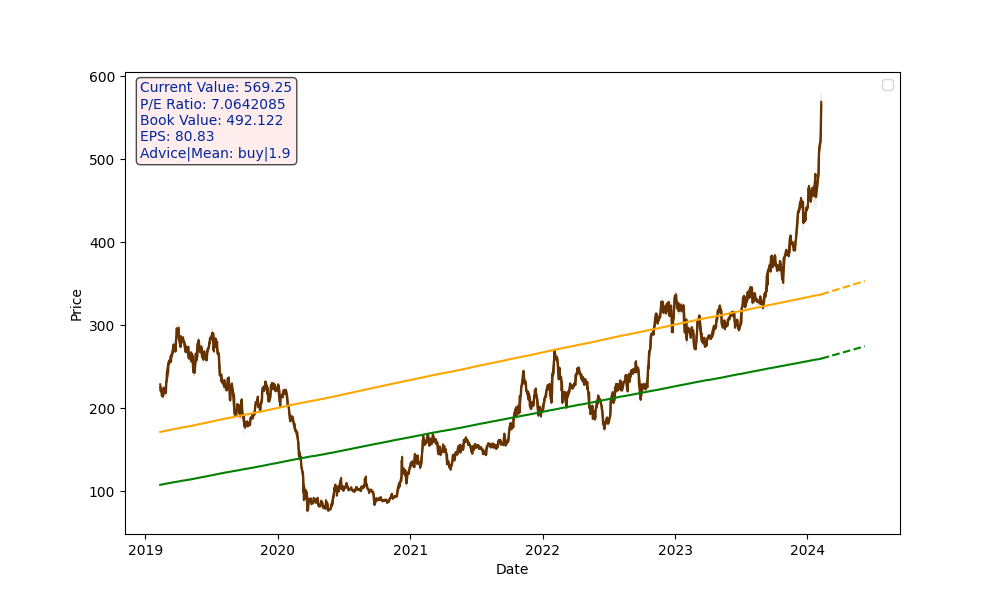 Current Value: 569.25
P/E Ratio: 7.0642085
Book Value: 492.122
EPS: 80.83
Advice|Mean: buy|1.9
600
500
400
300
200
100
Price
2019 2020 2021 2022 2023 2024
Date